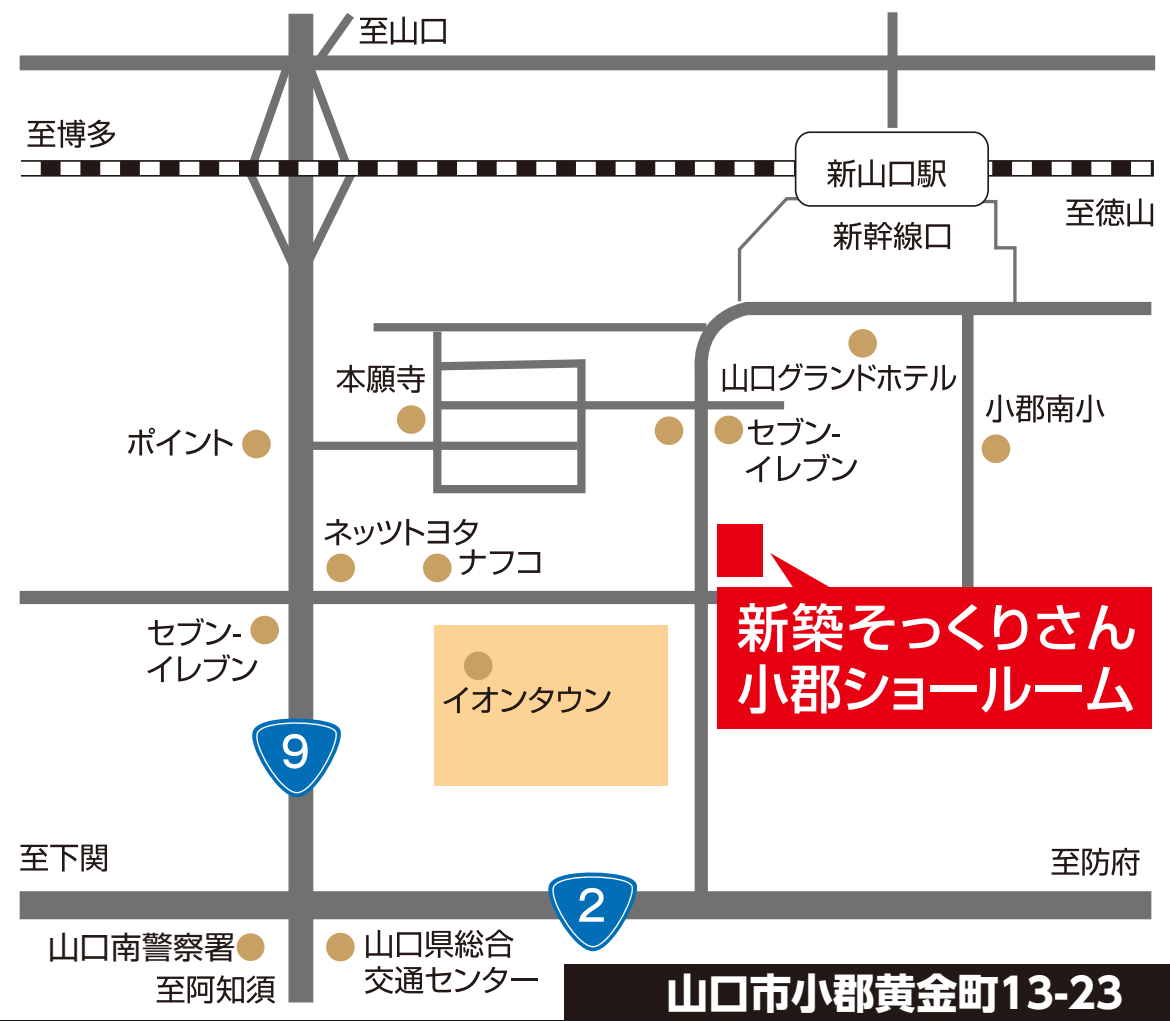 至山口
至博多
新山口駅
至徳山
新幹線口
山口グランドホテル
本願寺
小郡南小
ポイント
セブン-
イレブン
ネッツトヨタ
ナフコ
新築そっくりさん
小郡ショールーム
セブン-
イレブン
イオンタウン
9
至下関
至防府
2
山口南警察署
山口県総合
交通センター
至阿知須
山口市小郡黄金町13-23